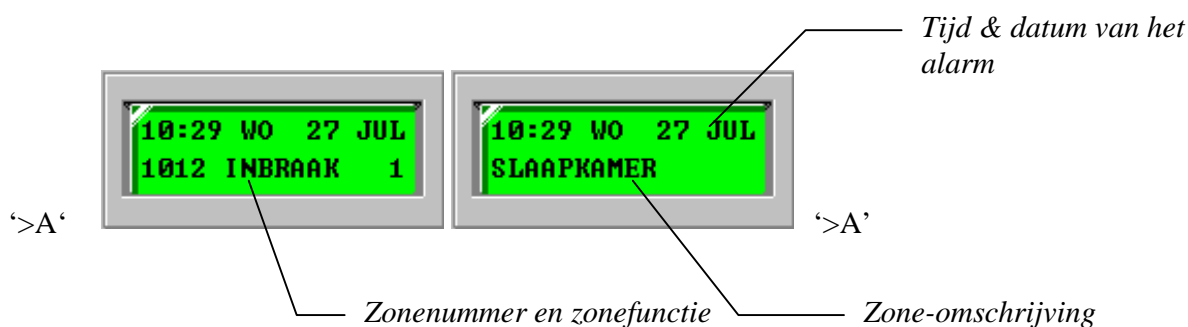 Tijd & datum van het
alarm
10:29 WO 27 JUL
1012 INBRAAK 1
10:29 WO 27 JUL
SLAAPKAMER
‘>A‘
‘>A’
Zonenummer en zonefunctie
Zone-omschrijving